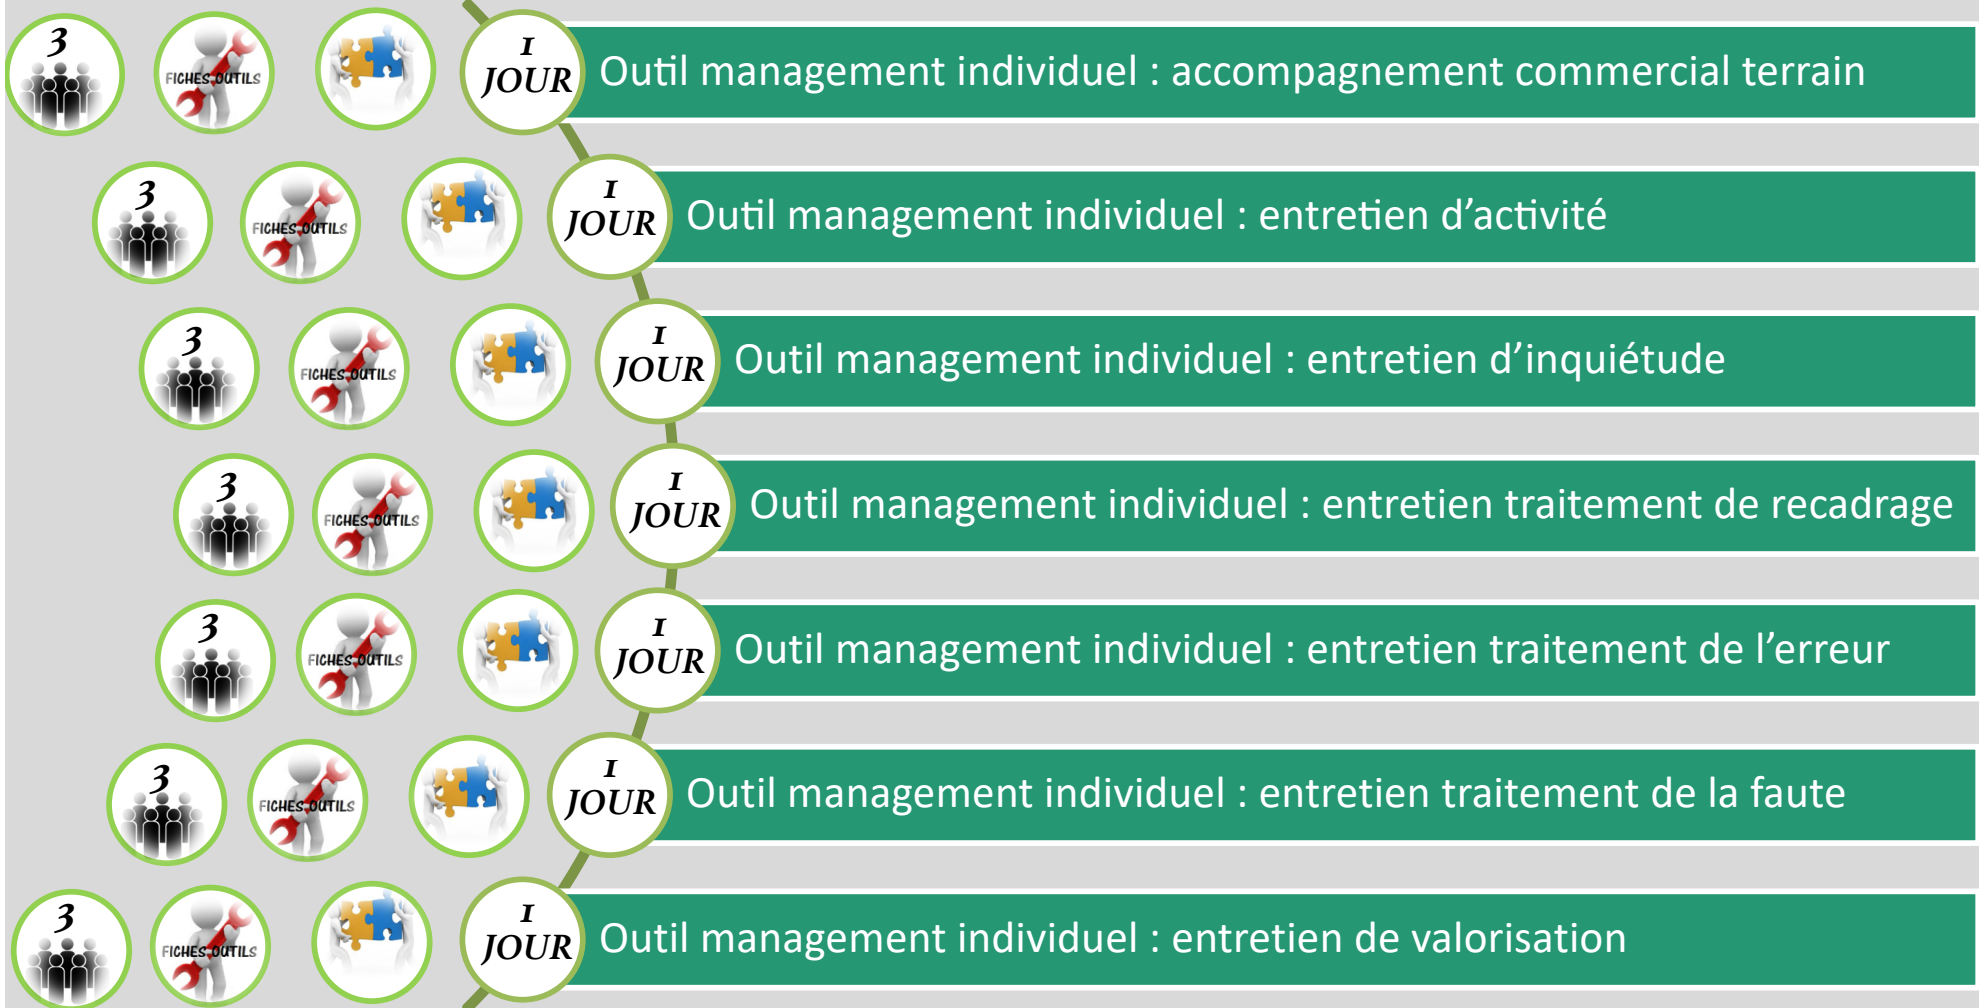 3
FICHES OUTILS
1
JOUR
Outil management individuel : accompagnement commercial terrain
3
FICHES OUTILS
1
JOUR
Outil management individuel : entretien d’activité
3
FICHES OUTILS
1
JOUR
Outil management individuel : entretien d’inquiétude
3
FICHES OUTILS
1
JOUR
Outil management individuel : entretien traitement de recadrage
3
FICHES OUTILS
1
JOUR
Outil management individuel : entretien traitement de l’erreur
3
FICHES OUTILS
1
JOUR
Outil management individuel : entretien traitement de la faute
3
FICHES OUTILS
1
JOUR
Outil management individuel : entretien de valorisation